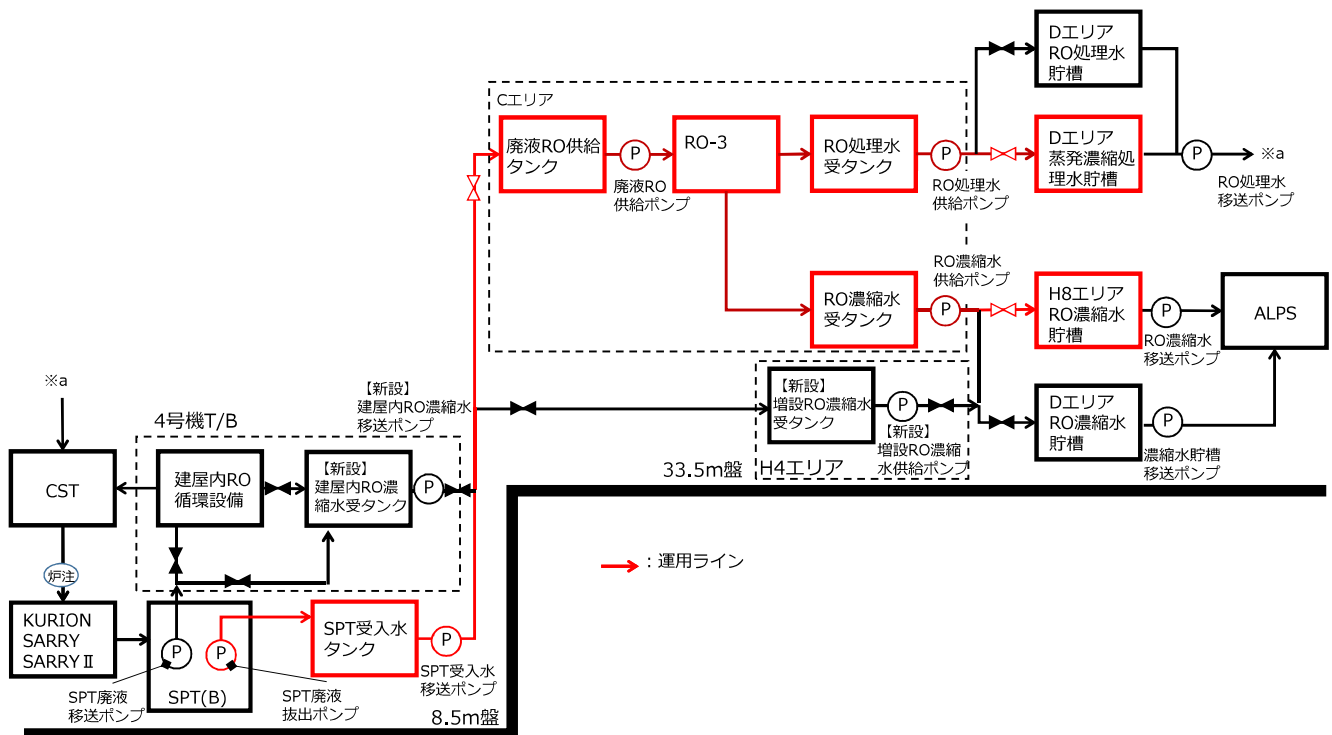 Dエリア
RO処理水
貯槽
Cエリア
廃液RO供給
タンク
P
廃液RO
供給ポンプ
RO-3
RO処理水
受タンク
P
RO処理水
供給ポンプ
Dエリア
蒸発濃縮処
理水貯槽
P
※a
RO処理水
移送ポンプ
RO濃縮水
受タンク
P
RO濃縮水
供給ポンプ
H8エリア
RO濃縮水
貯槽
P
RO濃縮水
移送ポンプ
ALPS
※a
【新設】
建屋内RO濃縮水
移送ポンプ
【新設】
増設RO濃縮水
受タンク
P
【新設】
増設RO濃縮
水供給ポンプ
H4エリア
Dエリア
RO濃縮水
貯槽
P
濃縮水貯槽
移送ポンプ
4号機T/B
CST
建屋内RO
循環設備
【新設】
建屋内RO濃
縮水受タンク
P
33.5m盤
炉注
：運用ライン
KURION
SARRY
SARRYⅡ
P
P
SPT(B)
SPT受入水
タンク
P
SPT受入水
移送ポンプ
SPT廃液
移送ポンプ
SPT廃液
抜出ポンプ
8.5m盤